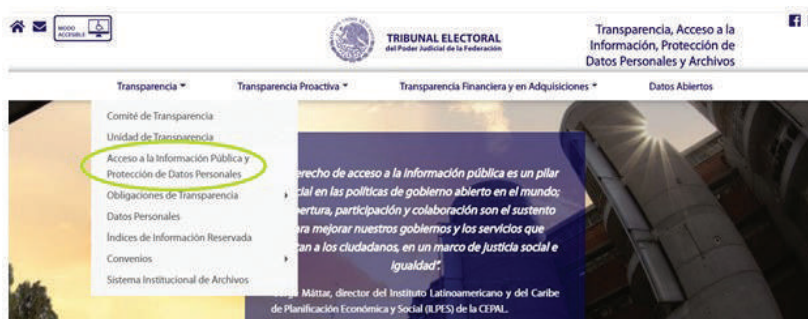 MODO
ACCESIBLE
TRIBUNAL ELECTORAL
del Poder Judicial de la Federación
Transparencia, Acceso a la
Información, Protección de
Datos Personales y Archivos
Transparencia
Transparencia Proactiva
Transparencia Financiera y en Adquisiciones
Datos Abiertos
Comité de Transparencia
Unidad de Transparencia
Acceso a la Información Pública y
Protección de Datos Personales
Obligaciones de Transparencia
Datos Personales
Índices de Información Reservada
Convenios
Sistema Institucional de Archivos
erecho de acceso a la información pública es un pilar
cial en las políticas de gobierno abierto en el mundo;
ertura, participación y colaboración son el sustento
ara mejorar nuestros gobiernos y los servicios que
tan a los ciudadanos, en un marco de justicia social e
igualdad".
Máttar, director del Instituto Latinoamericano y del Caribe
de Planificación Económica y Social (ILPES) de la CEPAL.